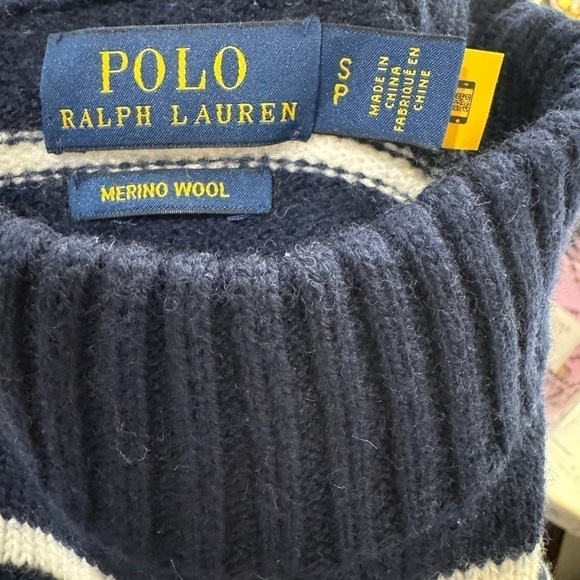 POLO
RALPH LAUREN
S
P
MADE IN
CHINA
FABRIQUÉ EN
CHINE
MERINO WOOL